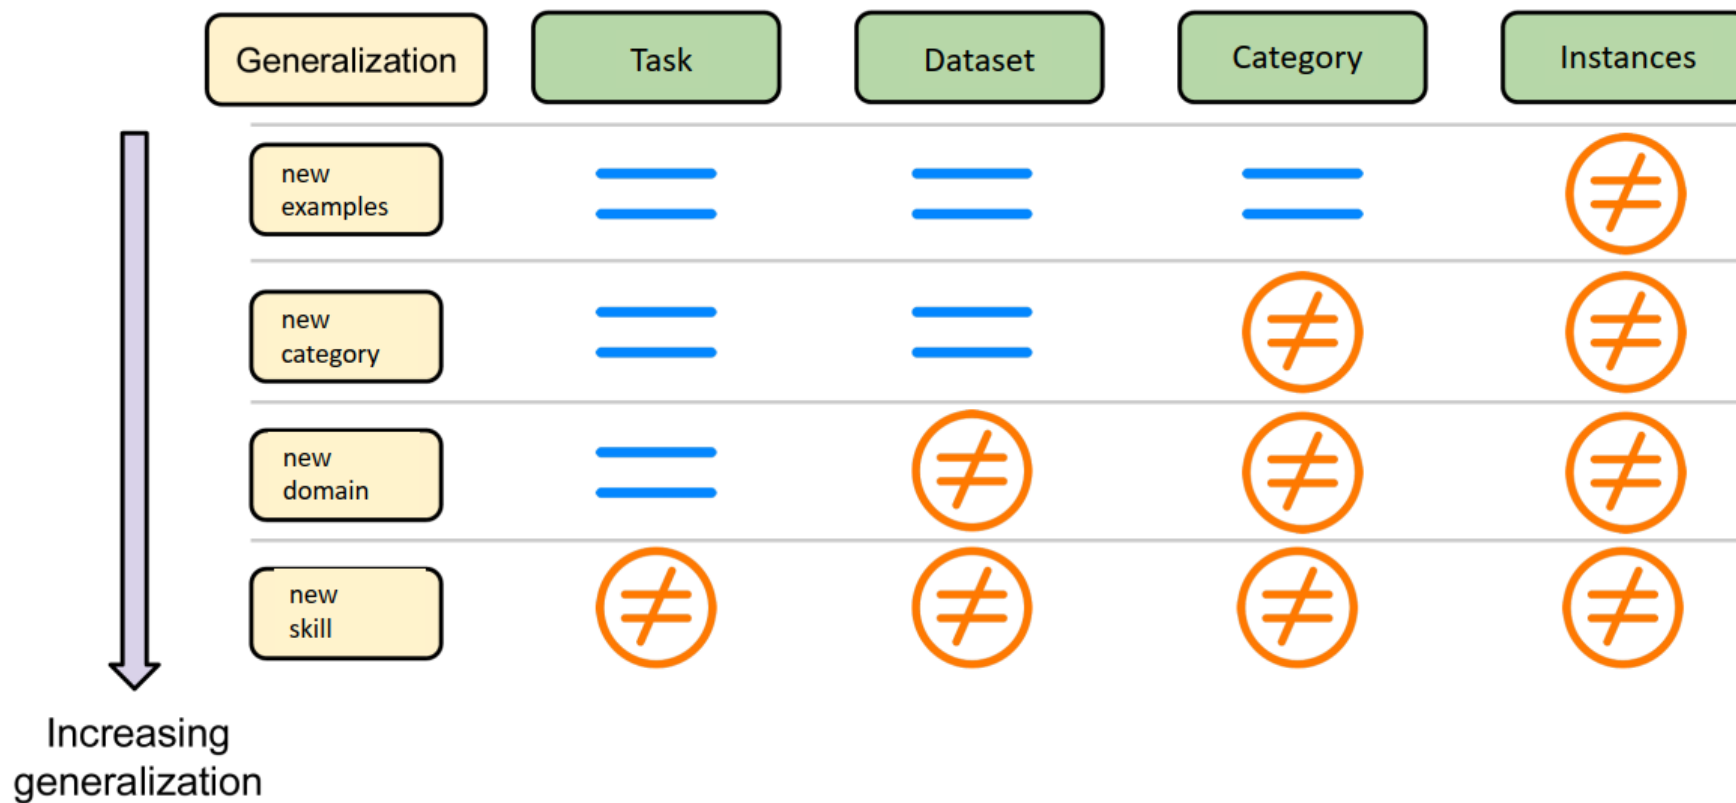 Generalization
Task
Dataset
Category
Instances
new
examples
= = = ≠
new
category
= = ≠ ≠
new
domain
= ≠ ≠ ≠
new
skill
≠ ≠ ≠ ≠
Increasing
generalization